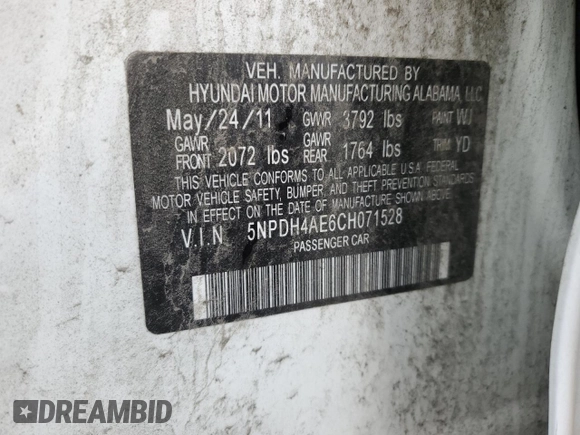 VEH. MANUFACTURED BY
HYUNDAI MOTOR MANUFACTURING ALABAMA, LLC
May/24/11 GVWR 3792 lbs PAINT WJ
GAWR FRONT 2072 lbs GAWR REAR 1764 lbs TRIM YD
THIS VEHICLE CONFORMS TO ALL APPLICABLE U.S.A. FEDERAL
MOTOR VEHICLE SAFETY, BUMPER, AND THEFT PREVENTION STANDARDS
IN EFFECT ON THE DATE OF MANUFACTURE SHOWN ABOVE.
V.I.N 5NPDH4AE6CH071528
PASSENGER CAR
DREAMBID